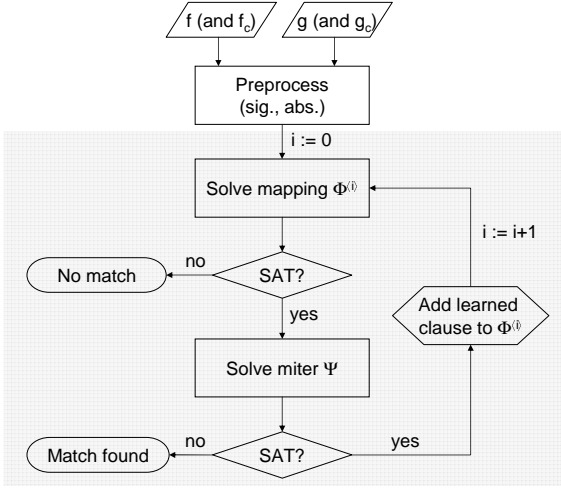 f (and f_c)
g (and g_c)
Preprocess
(sig., abs.)
i := 0
Solve mapping Φ⟨i⟩
i := i+1
no
SAT?
No match
Add learned
clause to Φ⟨i⟩
yes
Solve miter Ψ
no
yes
Match found
SAT?